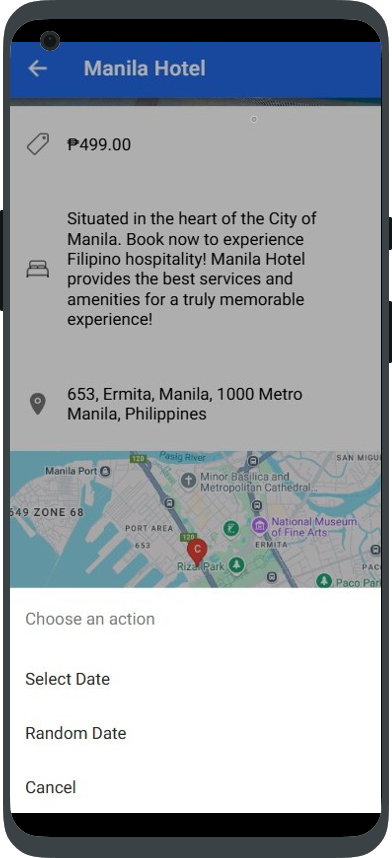 Manila Hotel
₱499.00
Situated in the heart of the City of
Manila. Book now to experience
Filipino hospitality! Manila Hotel
provides the best services and
amenities for a truly memorable
experience!
653, Ermita, Manila, 1000 Metro
Manila, Philippines
120
Pasig River
SAN MIGU
Manila Port
Minor Basilica and
Metropolitan Cathedral...
649 ZONE 68
PORT AREA
653
National Museum
of Fine Arts
120
ERMITA
PAC
C
Rizal Park
Paco Par
Choose an action
Select Date
Random Date
Cancel